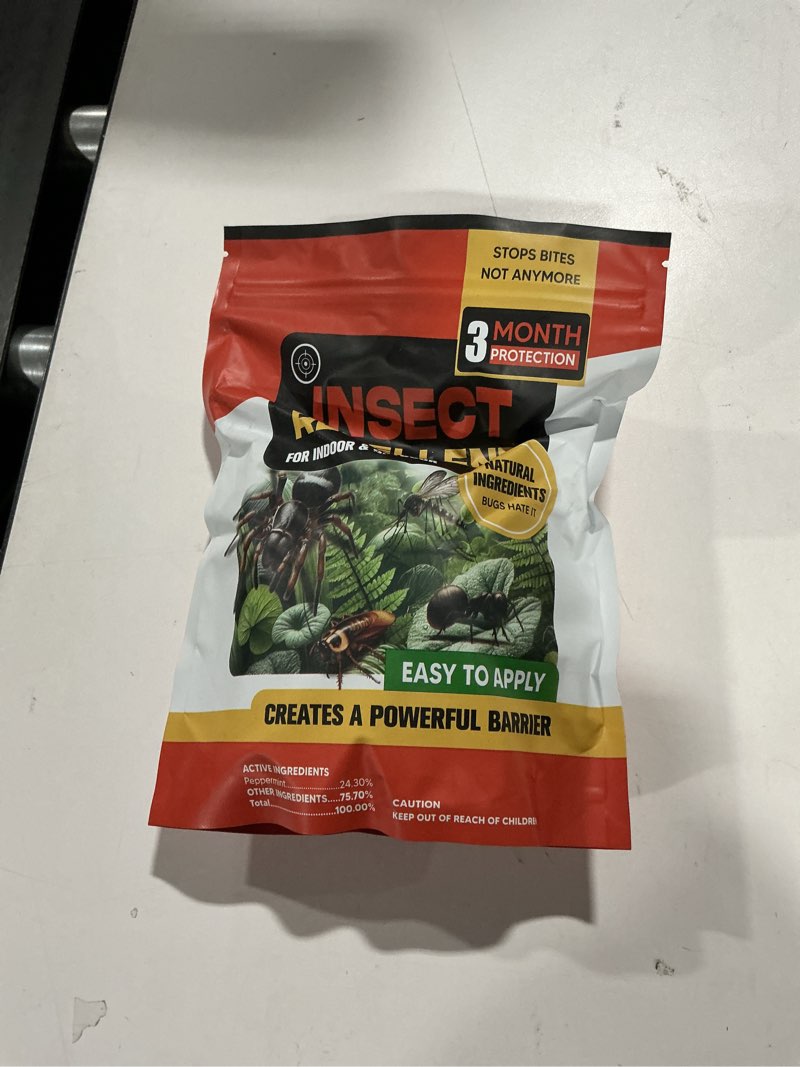 STOPS BITES
NOT ANYMORE
3 MONTH
PROTECTION
INSECT
FOR INDOOR &
NATURAL
INGREDIENTS
BUGS HATE IT
EASY TO APPLY
CREATES A POWERFUL BARRIER
ACTIVE INGREDIENTS
Peppermint..................24.30%
OTHER INGREDIENTS.....75.70%
Total......................100.00%
CAUTION
KEEP OUT OF REACH OF CHILDREN